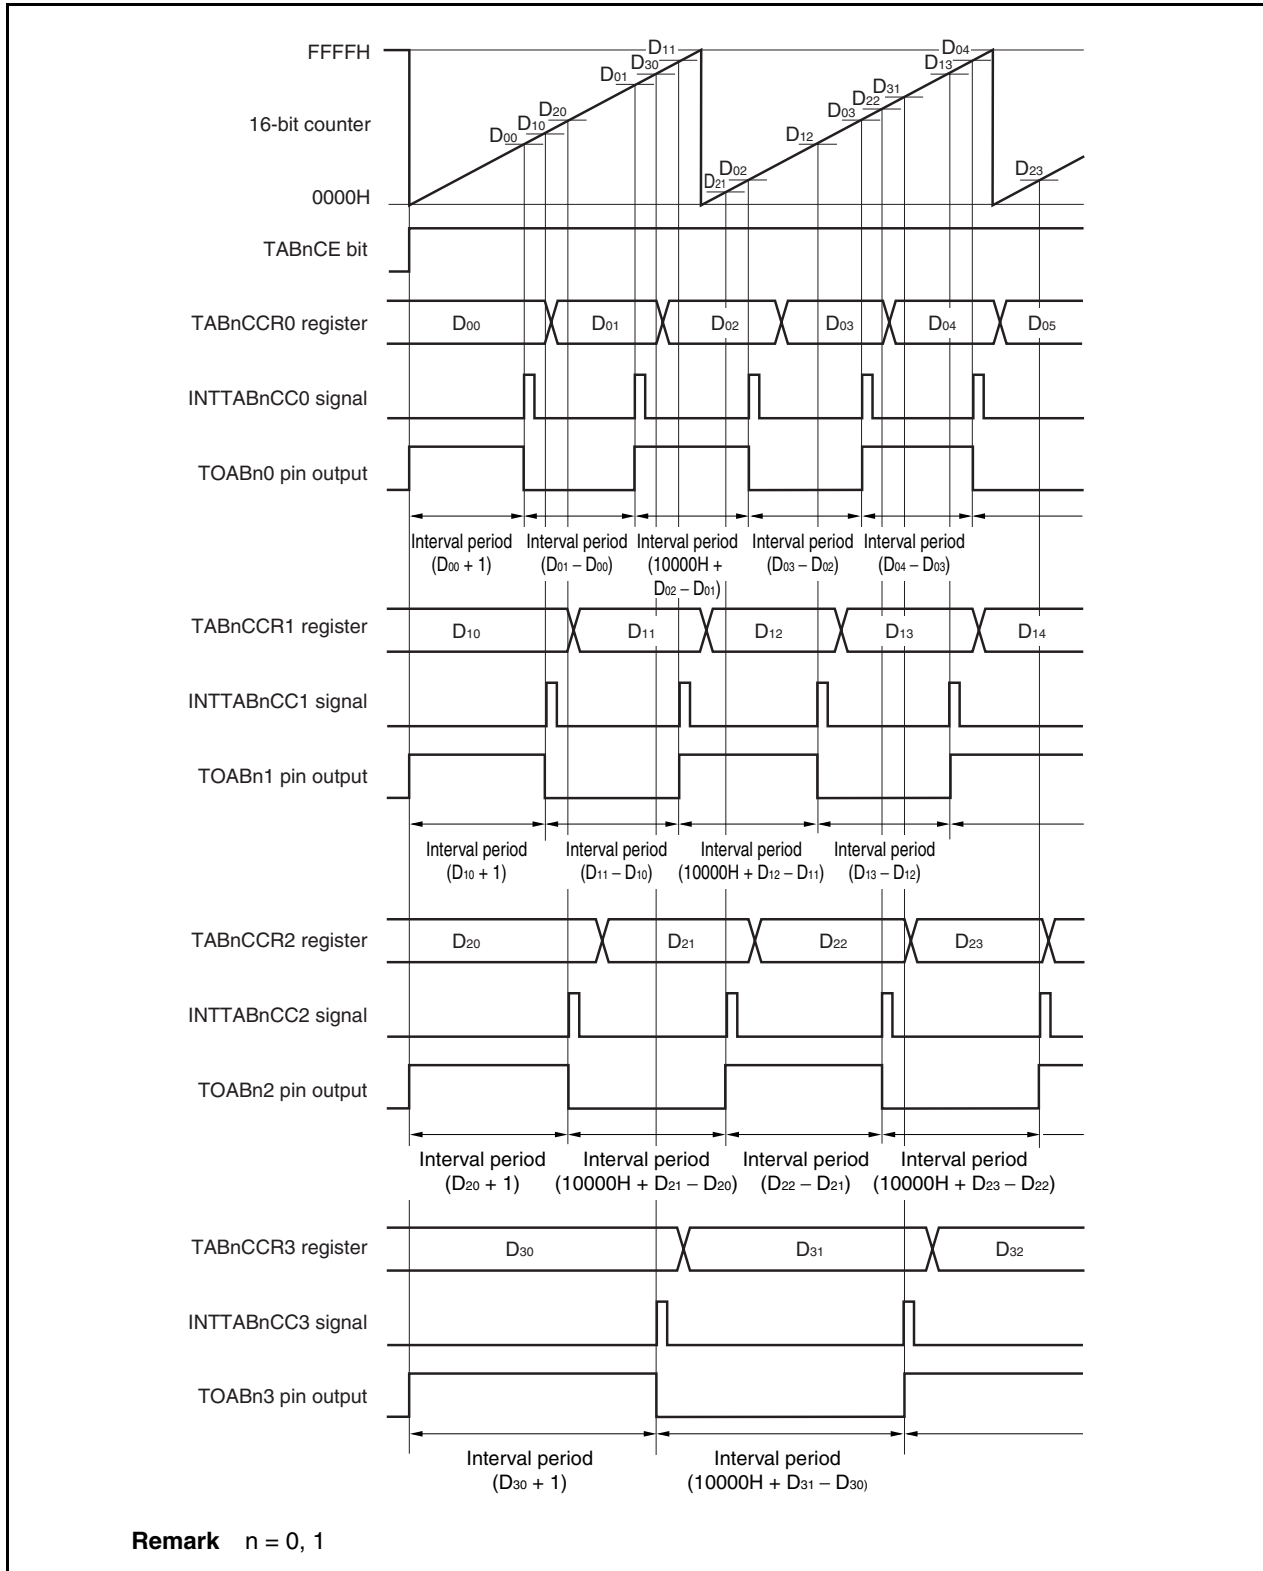 FFFFH
16-bit counter
0000H
D00
D10
D20
D01
D30
D11
D21
D02
D12
D03
D22
D31
D13
D04
D23
TABnCE bit
TABnCCR0 register
D00
D01
D02
D03
D04
D05
INTTABnCC0 signal
TOABn0 pin output
Interval period
(D00 + 1)
Interval period
(D01 – D00)
Interval period
(10000H +
D02 – D01)
Interval period
(D03 – D02)
Interval period
(D04 – D03)
TABnCCR1 register
D10
D11
D12
D13
D14
INTTABnCC1 signal
TOABn1 pin output
Interval period
(D10 + 1)
Interval period
(D11 – D10)
Interval period
(10000H + D12 – D11)
Interval period
(D13 – D12)
TABnCCR2 register
D20
D21
D22
D23
INTTABnCC2 signal
TOABn2 pin output
Interval period
(D20 + 1)
Interval period
(10000H + D21 – D20)
Interval period
(D22 – D21)
Interval period
(10000H + D23 – D22)
TABnCCR3 register
D30
D31
D32
INTTABnCC3 signal
TOABn3 pin output
Interval period
(D30 + 1)
Interval period
(10000H + D31 – D30)
Remark n = 0, 1